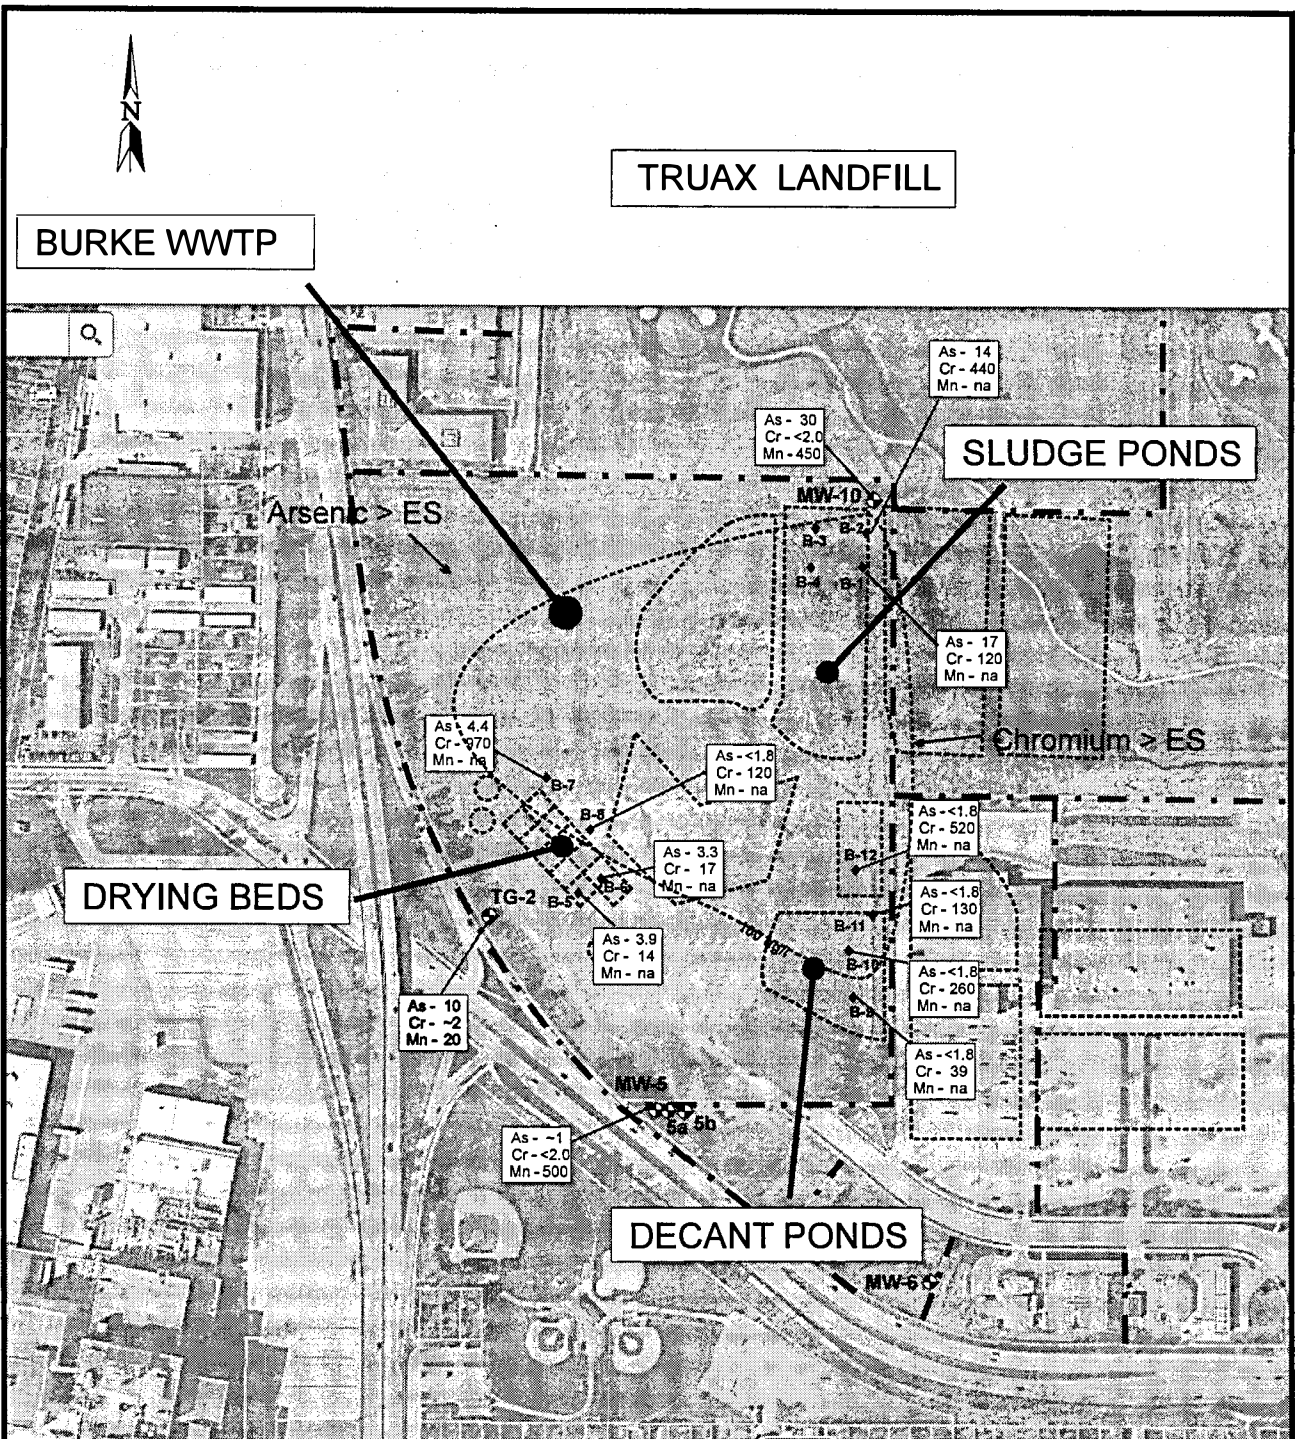 N
TRUAX LANDFILL
BURKE WWTP
As - 14
Cr - 440
Mn - na
As - 30
Cr - <2.0
Mn - 450
SLUDGE PONDS
MW-10
Arsenic > ES
B-2
B-3
B-4
B-1
As - 17
Cr - 120
Mn - na
As - 4.4
Cr - 970
Mn - na
Chromium > ES
As - <1.8
Cr - 120
Mn - na
B-7
B-8
As - <1.8
Cr - 520
Mn - na
As - 3.3
Cr - 17
Mn - na
B-12
DRYING BEDS
B-6
TG-2
B-5
As - <1.8
Cr - 130
Mn - na
B-11
As - 3.9
Cr - 14
Mn - na
100 ug/l
B-10
As - <1.8
Cr - 260
Mn - na
As - 10
Cr - ~2
Mn - 20
B-9
As - <1.8
Cr - 39
Mn - na
MW-5
5a 5b
As - ~1
Cr - <2.0
Mn - 500
DECANT PONDS
MW-6